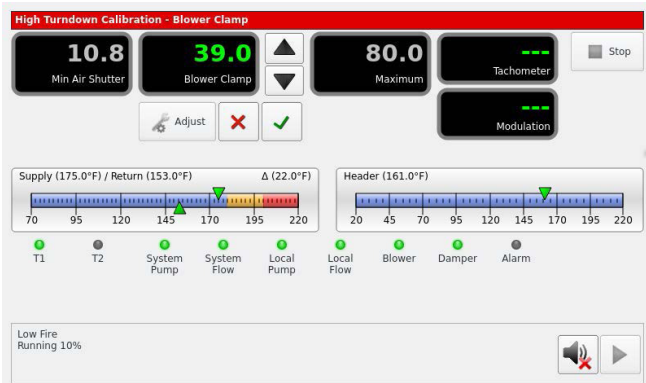 High Turndown Calibration - Blower Clamp
10.8
Min Air Shutter
39.0
Blower Clamp
80.0
Maximum
---
Tachometer
Stop
---
Modulation
Adjust
Supply (175.0°F) / Return (153.0°F) Δ (22.0°F)
70 95 120 145 170 195 220
Header (161.0°F)
20 45 70 95 120 145 170 195 220
T1
T2
System
Pump
System
Flow
Local
Pump
Local
Flow
Blower
Damper
Alarm
Low Fire
Running 10%